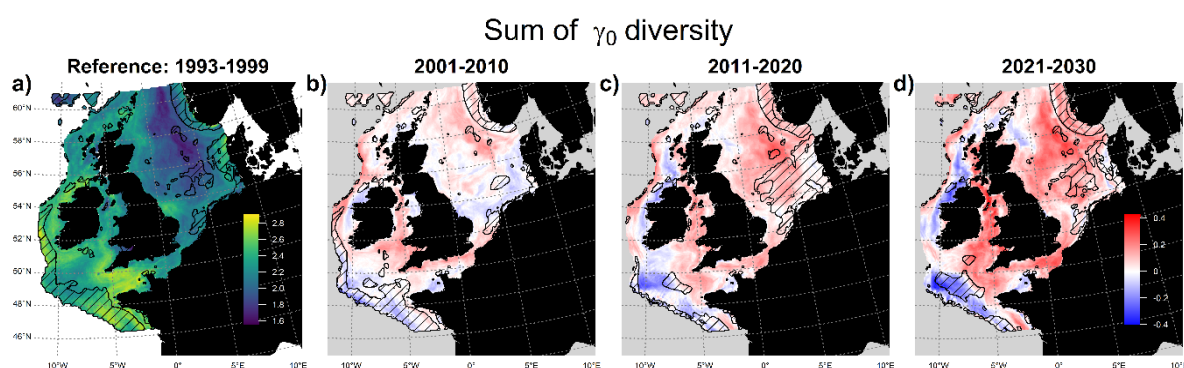 Sum of γ0 diversity
a) Reference: 1993-1999
b) 2001-2010
c) 2011-2020
d) 2021-2030
60°N
58°N
56°N
54°N
52°N
50°N
48°N
46°N
2.8
2.6
2.4
2.2
2.0
1.8
1.6
0.4
0.2
0
-0.2
-0.4
10°W 5°W 0°E 5°E 10°E
10°W 5°W 0°E 5°E 10°E
10°W 5°W 0°E 5°E 10°E
10°W 5°W 0°E 5°E 10°E